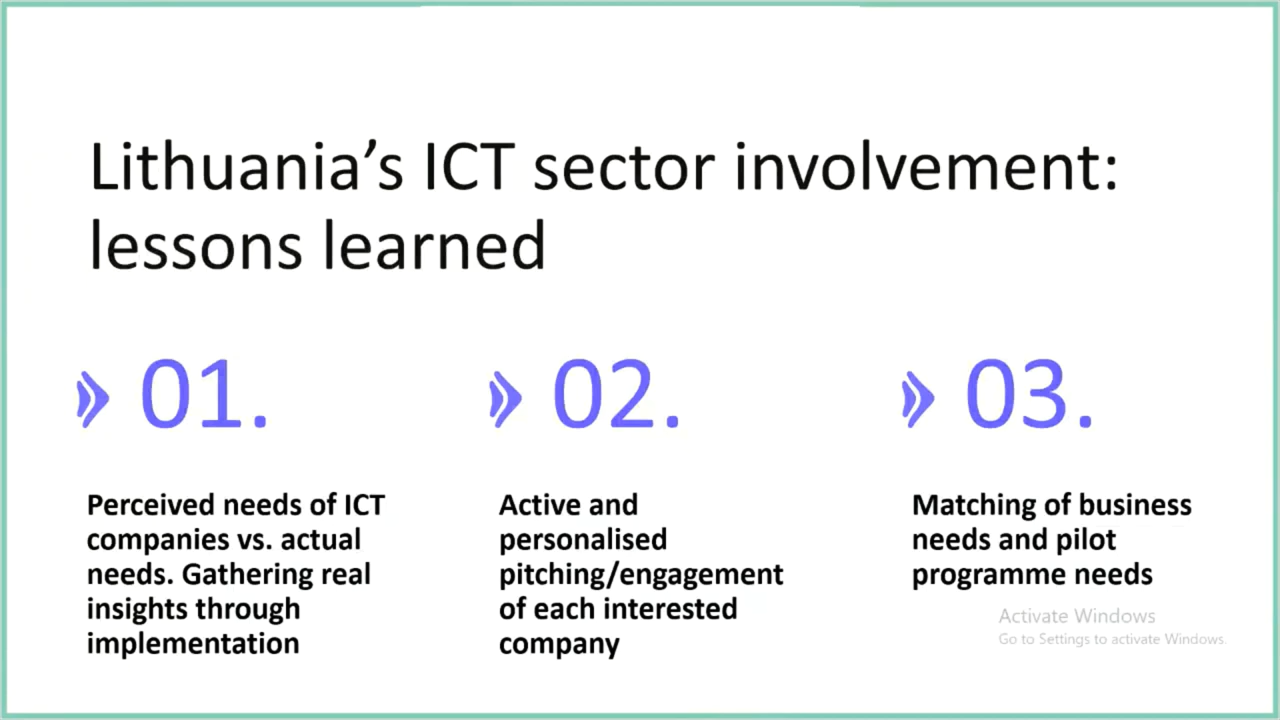 Lithuania’s ICT sector involvement:
lessons learned
01.
Perceived needs of ICT
companies vs. actual
needs. Gathering real
insights through
implementation
02.
Active and
personalised
pitching/engagement
of each interested
company
03.
Matching of business
needs and pilot
programme needs
Activate Windows
Go to Settings to activate Windows.